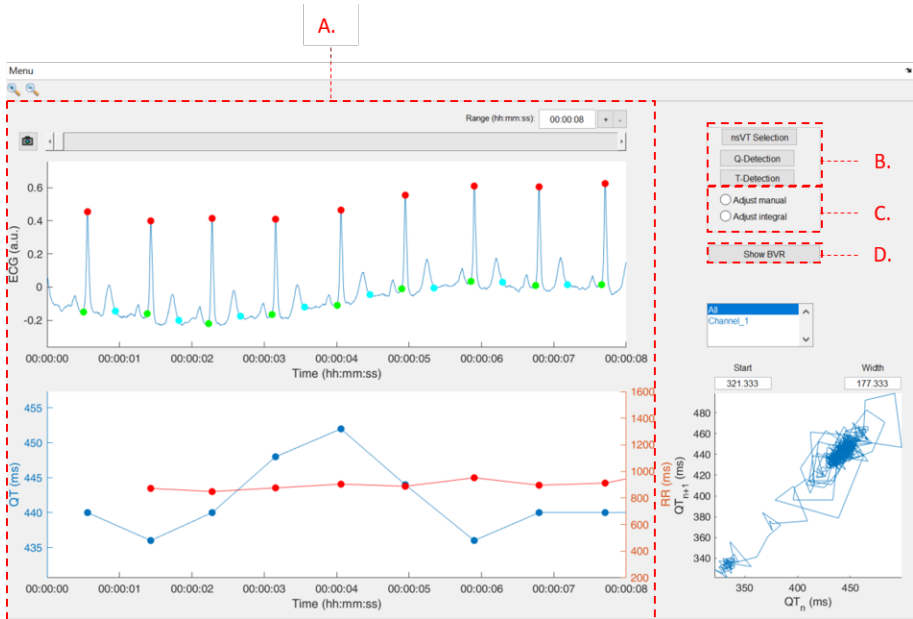 A.
Menu
Range (hh:mm:ss): 00:00:08 + -
nsVT Selection
Q-Detection
T-Detection
B.
Adjust manual
Adjust integral
C.
Show BVR
D.
ECG (a.u.)
0.6
0.4
0.2
0
-0.2
00:00:00 00:00:01 00:00:02 00:00:03 00:00:04 00:00:05 00:00:06 00:00:07 00:00:08
Time (hh:mm:ss)
All
Channel_1
Start Width
321.333 177.333
QT (ms)
455
450
445
440
435
1600
1400
1200
1000
800
600
400
200
RR (ms)
00:00:00 00:00:01 00:00:02 00:00:03 00:00:04 00:00:05 00:00:06 00:00:07 00:00:08
Time (hh:mm:ss)
QTn+1 (ms)
480
460
440
420
400
380
360
340
350 400 450
QTn (ms)